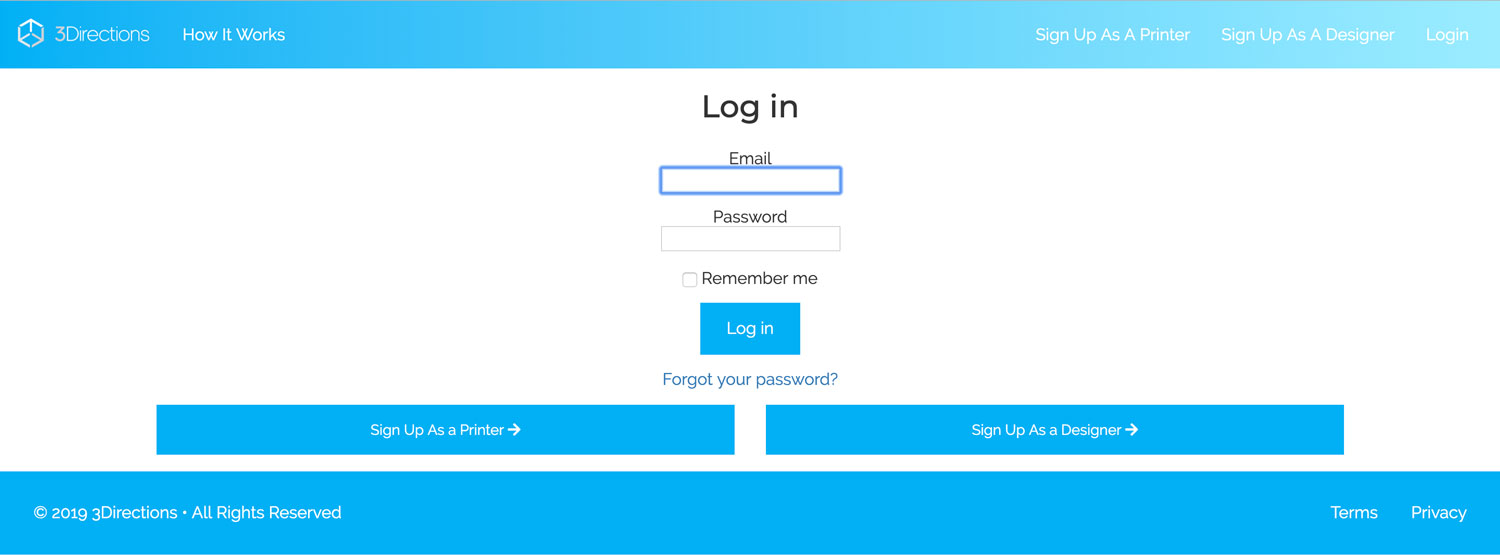 3Directions How It Works Sign Up As A Printer Sign Up As A Designer Login
Log in
Email
Password
Remember me
Log in
Forgot your password?
Sign Up As a Printer → Sign Up As a Designer →
© 2019 3Directions • All Rights Reserved Terms Privacy